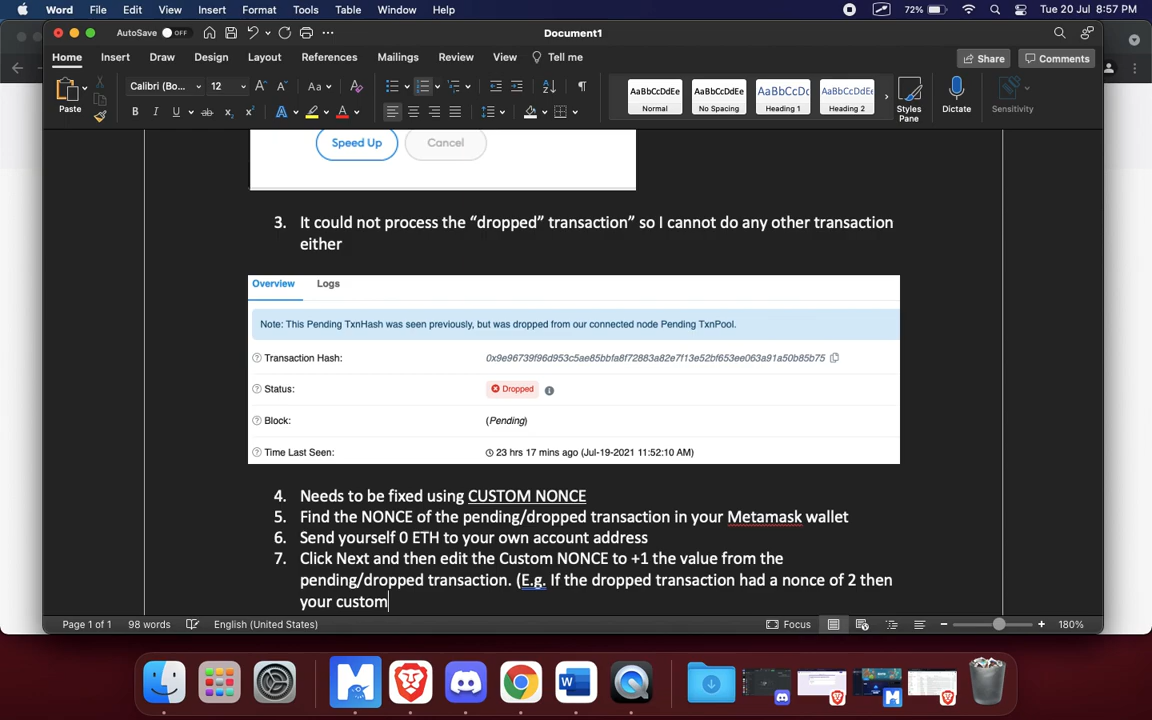 Word File Edit View Insert Format Tools Table Window Help 72% Tue 20 Jul 8:57 PM
AutoSave OFF Document1
Home Insert Draw Design Layout References Mailings Review View Tell me Share Comments
Paste Calibri (Bo... 12 Aa AaBbCcDdEe AaBbCcDdEe AaBbCcDc AaBbCcDdEe Styles Pane Dictate Sensitivity
Normal No Spacing Heading 1 Heading 2
Speed Up Cancel
3. It could not process the “dropped” transaction” so I cannot do any other transaction
either
Overview Logs
Note: This Pending TxnHash was seen previously, but was dropped from our connected node Pending TxnPool.
Transaction Hash: 0x9e96739f96d953c5ae85bbfa8f72883a82e7f13e52bf653ee063a91a50b85b75
Status: Dropped
Block: (Pending)
Time Last Seen: 23 hrs 17 mins ago (Jul-19-2021 11:52:10 AM)
4. Needs to be fixed using CUSTOM NONCE
5. Find the NONCE of the pending/dropped transaction in your Metamask wallet
6. Send yourself 0 ETH to your own account address
7. Click Next and then edit the Custom NONCE to +1 the value from the
pending/dropped transaction. (E.g. If the dropped transaction had a nonce of 2 then
your custom
Page 1 of 1 98 words English (United States) Focus 180%